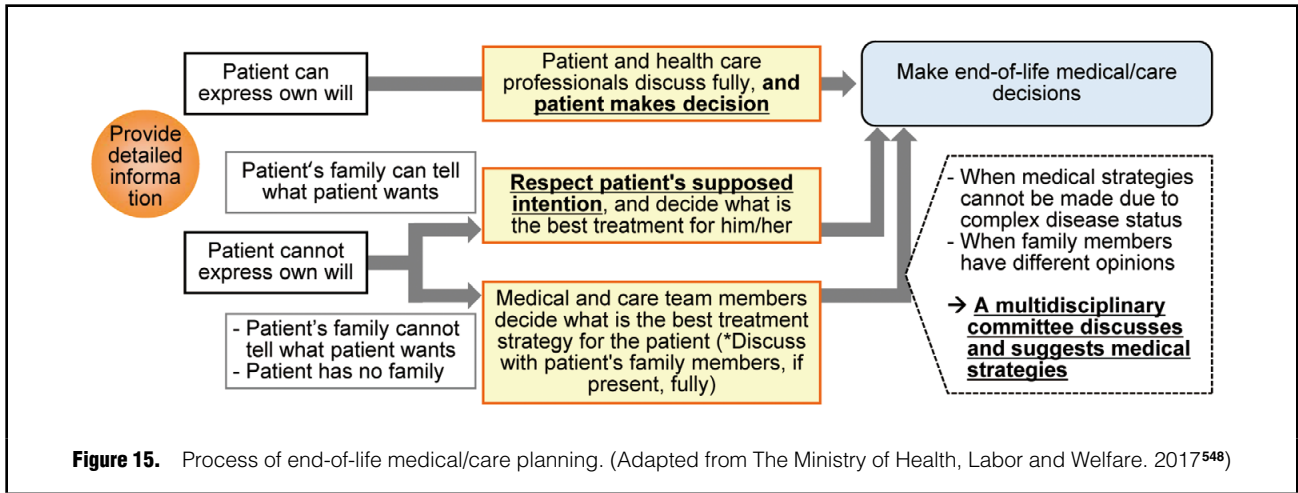 Provide
detailed
informa
tion
Patient can
express own will
Patient and health care
professionals discuss fully, and
patient makes decision
Make end-of-life medical/care
decisions
Patient's family can tell
what patient wants
Respect patient's supposed
intention, and decide what is
the best treatment for him/her
Patient cannot
express own will
- Patient's family cannot
tell what patient wants
- Patient has no family
Medical and care team members
decide what is the best treatment
strategy for the patient (*Discuss
with patient's family members, if
present, fully)
- When medical strategies
cannot be made due to
complex disease status
- When family members
have different opinions
→ A multidisciplinary
committee discusses
and suggests medical
strategies
Figure 15. Process of end-of-life medical/care planning. (Adapted from The Ministry of Health, Labor and Welfare. 2017548)